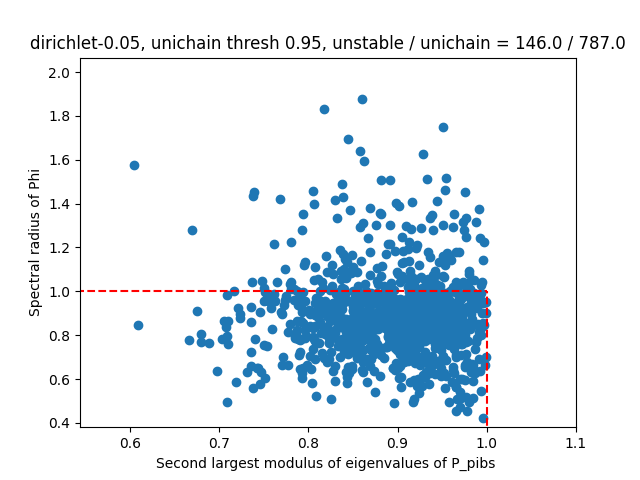 dirichlet-0.05, unichain thresh 0.95, unstable / unichain = 146.0 / 787.0
2.0
1.8
1.6
1.4
1.2
1.0
0.8
0.6
0.4
Spectral radius of Phi
0.6 0.7 0.8 0.9 1.0 1.1
Second largest modulus of eigenvalues of P_pibs